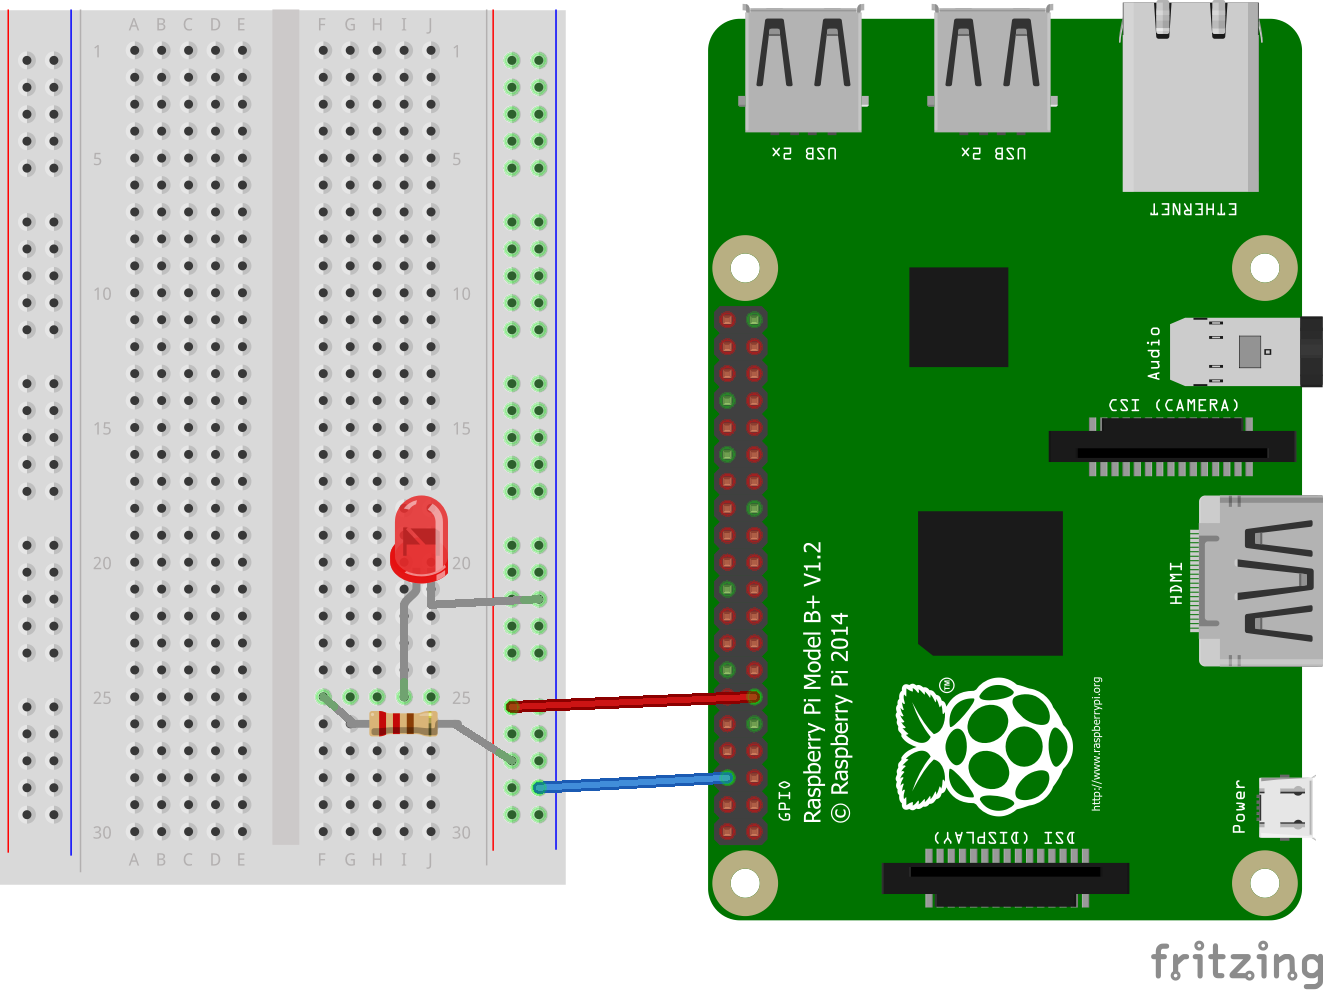 A B C D E F G H I J
1 1
5 5
10 10
15 15
20 20
25 25
30 30
A B C D E F G H I J
USB 2x
USB 2x
ETHERNET
Audio
CSI (CAMERA)
HDMI
Raspberry Pi Model B+ V1.2
© Raspberry Pi 2014
GPIO
TM
http://www.raspberrypi.org
Power
DSI (DISPLAY)
fritzing